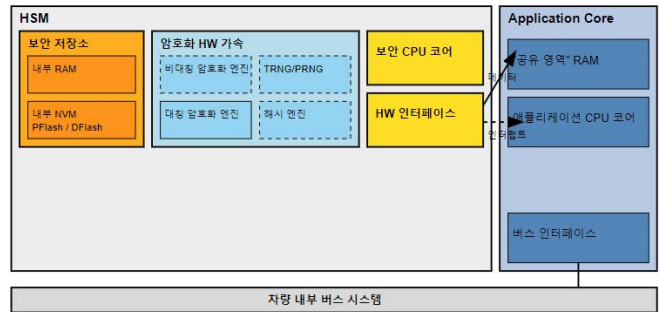 HSM
보안 저장소
내부 RAM
내부 NVM
PFlash / DFlash
암호화 HW 가속
비대칭 암호화 엔진
TRNG/PRNG
대칭 암호화 엔진
해시 엔진
보안 CPU 코어
HW 인터페이스
데이터
인터럽트
Application Core
"공유 영역" RAM
애플리케이션 CPU 코어
버스 인터페이스
차량 내부 버스 시스템